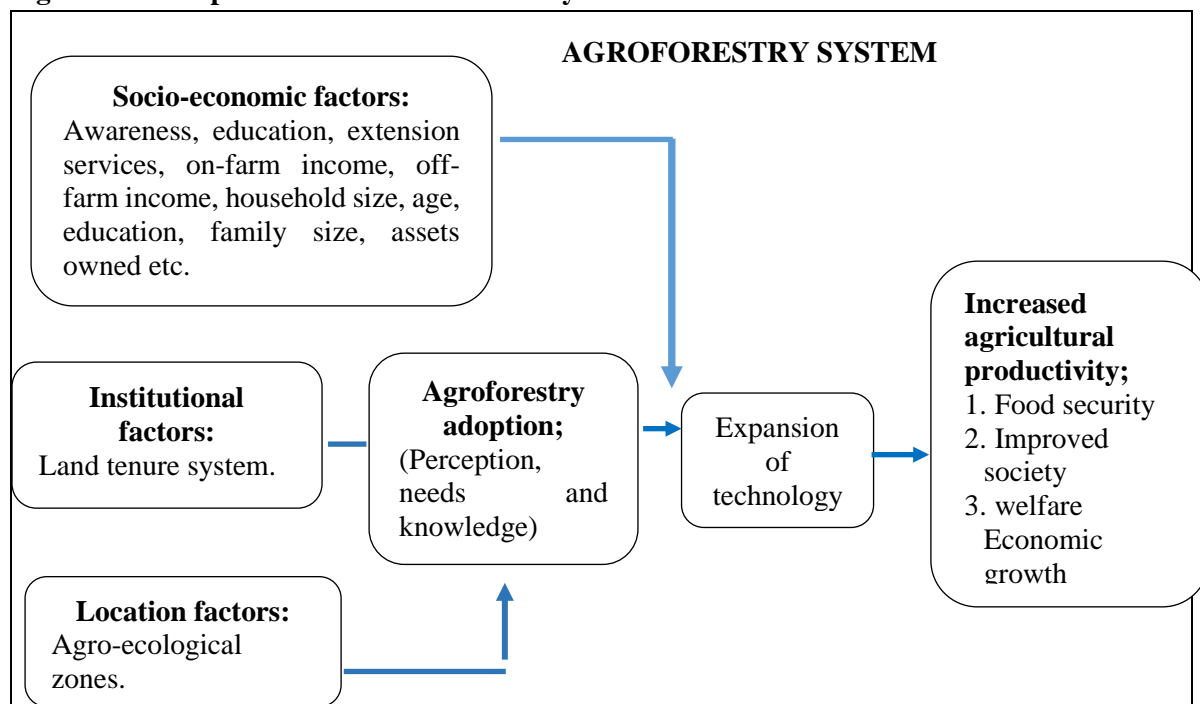 AGROFORESTRY SYSTEM
Socio-economic factors:
Awareness, education, extension
services, on-farm income, off-
farm income, household size, age,
education, family size, assets
owned etc.
Institutional
factors:
Land tenure system.
Location factors:
Agro-ecological
zones.
Agroforestry
adoption;
(Perception,
needs and
knowledge)
Expansion
of
technology
Increased
agricultural
productivity;
1. Food security
2. Improved
society
3. welfare
Economic
growth